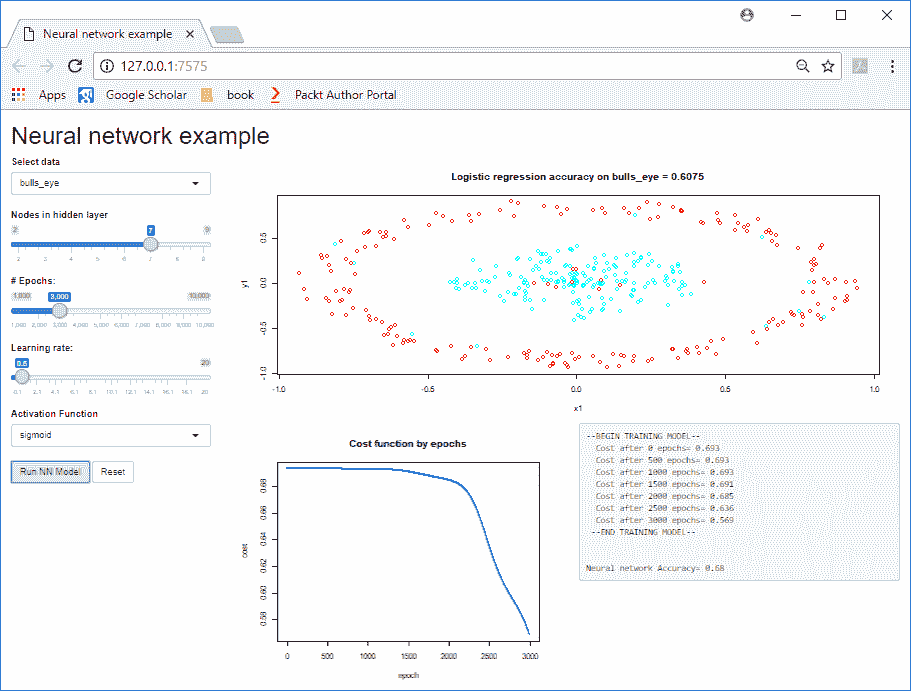 Neural network example
127.0.0.1:7575
Apps Google Scholar book Packt Author Portal
Neural network example
Select data
bulls_eye
Nodes in hidden layer
2 7 9
2 3 4 5 6 7 8
# Epochs:
1,000 3,000 10,000
1,000 2,000 3,000 4,000 5,000 6,000 7,000 8,000 9,000 10,000
Learning rate:
0.5 20
0.1 2.1 4.1 6.1 8.1 10.1 12.1 14.1 16.1 18.1 20
Activation Function
sigmoid
Run NN Model Reset
Logistic regression accuracy on bulls_eye = 0.6075
y1
0.5
0.0
-0.5
-1.0
-1.0 -0.5 0.0 0.5 1.0
x1
Cost function by epochs
cost
0.68
0.66
0.64
0.62
0.60
0.58
0 500 1000 1500 2000 2500 3000
epoch
--BEGIN TRAINING MODEL--
Cost after 0 epochs= 0.693
Cost after 500 epochs= 0.693
Cost after 1000 epochs= 0.693
Cost after 1500 epochs= 0.691
Cost after 2000 epochs= 0.685
Cost after 2500 epochs= 0.636
Cost after 3000 epochs= 0.569
--END TRAINING MODEL--
Neural network Accuracy= 0.68